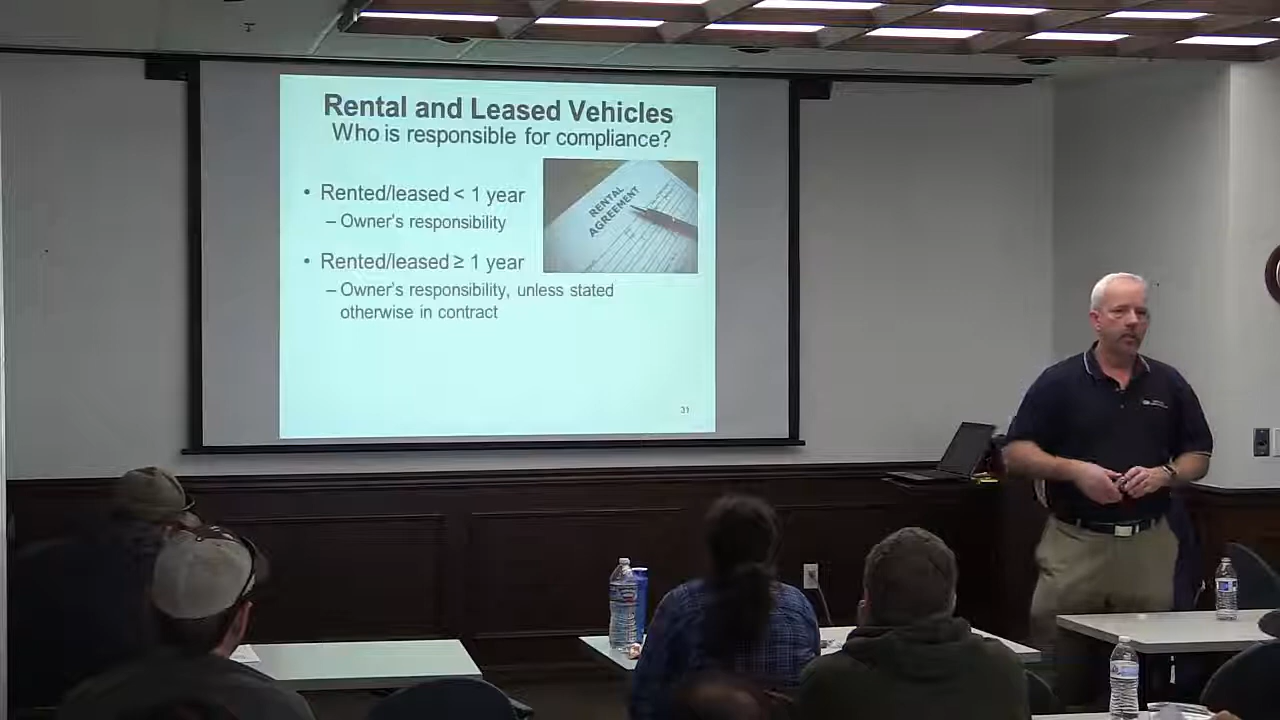 Rental and Leased Vehicles
Who is responsible for compliance?
• Rented/leased < 1 year
– Owner's responsibility
• Rented/leased ≥ 1 year
– Owner's responsibility, unless stated
otherwise in contract
RENTAL
AGREEMENT
31